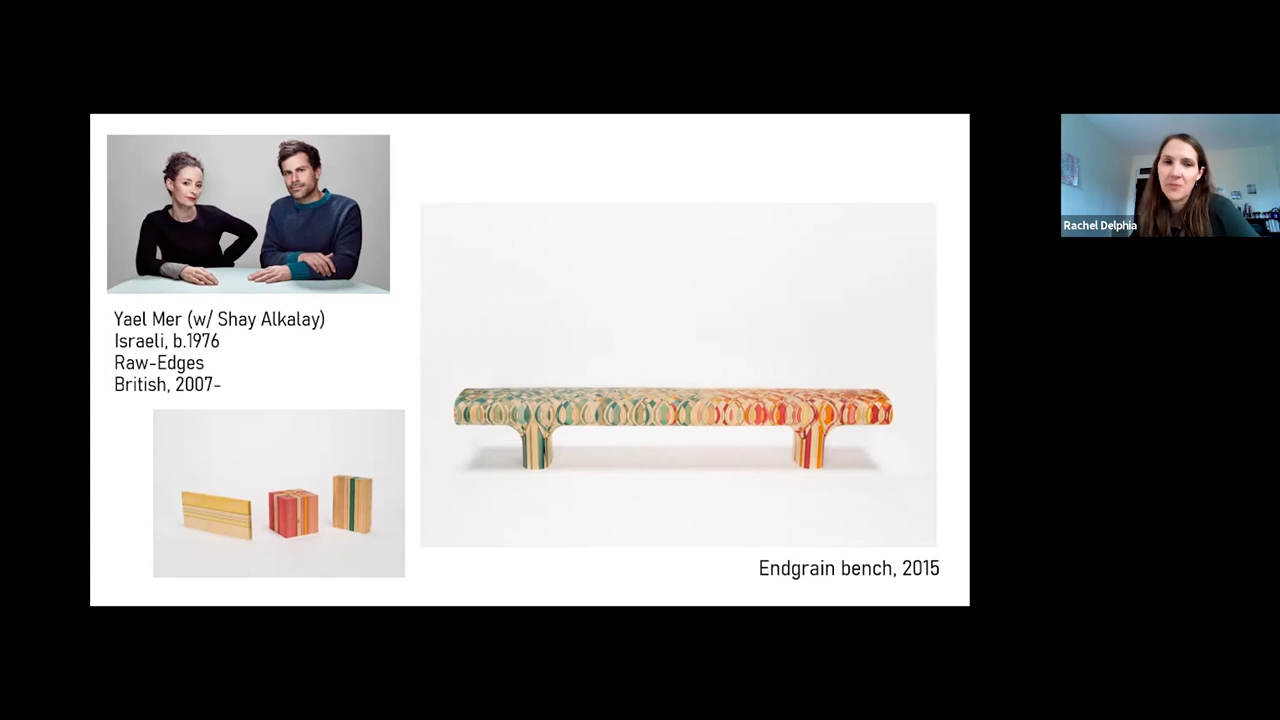 Yael Mer (w/ Shay Alkalay)
Israeli, b.1976
Raw-Edges
British, 2007-
Endgrain bench, 2015
Rachel Delphia